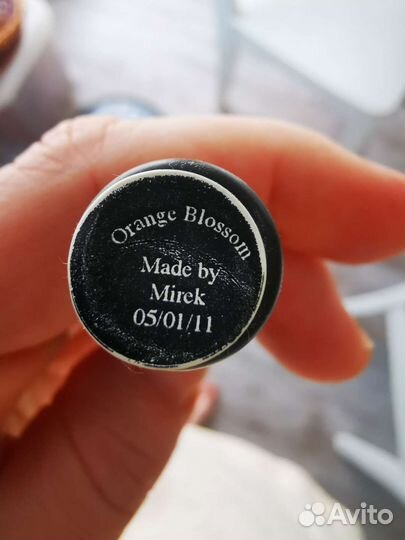 Orange Blossom
Made by
Mirek
05/01/11
Avito